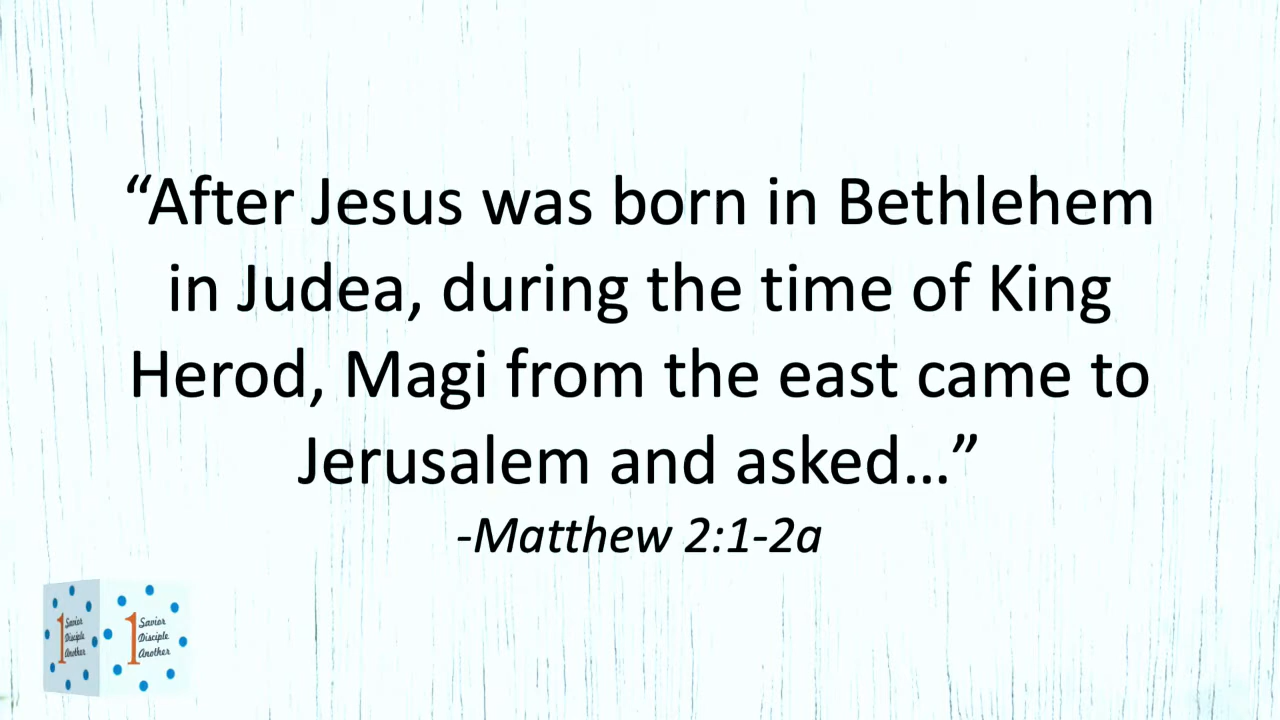 “After Jesus was born in Bethlehem
in Judea, during the time of King
Herod, Magi from the east came to
Jerusalem and asked…”
-Matthew 2:1-2a
1 Savior
Disciple
Another
1 Savior
Disciple
Another